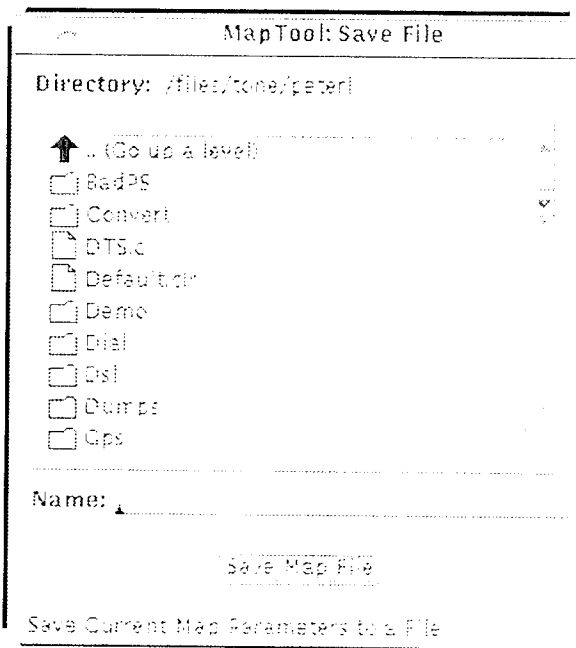 MapTool: Save File
Directory: /files/tone/peterl
.. (Go up a level)
BadPS
Convert
DTS.c
Default.clr
Demo
Dial
Dsl
Dumps
Gps
Name:
Save Map File
Save Current Map Parameters to a File